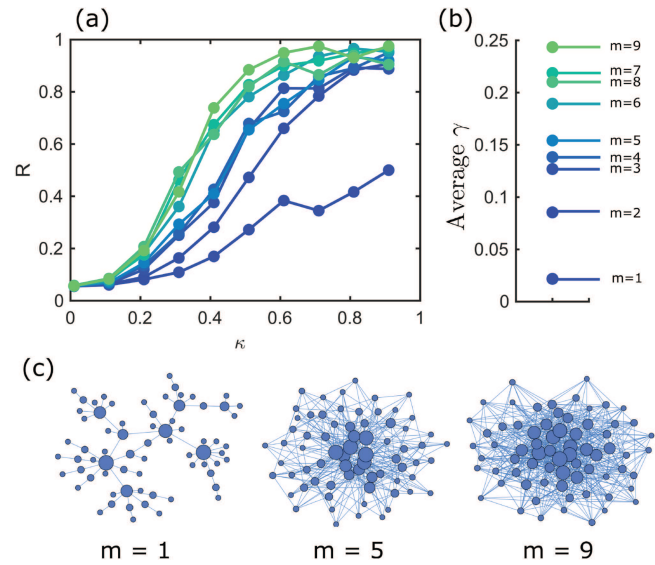 (a)
1
0.8
0.6
0.4
0.2
0
R
0 0.2 0.4 0.6 0.8 1
κ
(b)
0.25
0.2
0.15
0.1
0.05
0
Average γ
m=9
m=7
m=8
m=6
m=5
m=4
m=3
m=2
m=1
(c)
m = 1 m = 5 m = 9